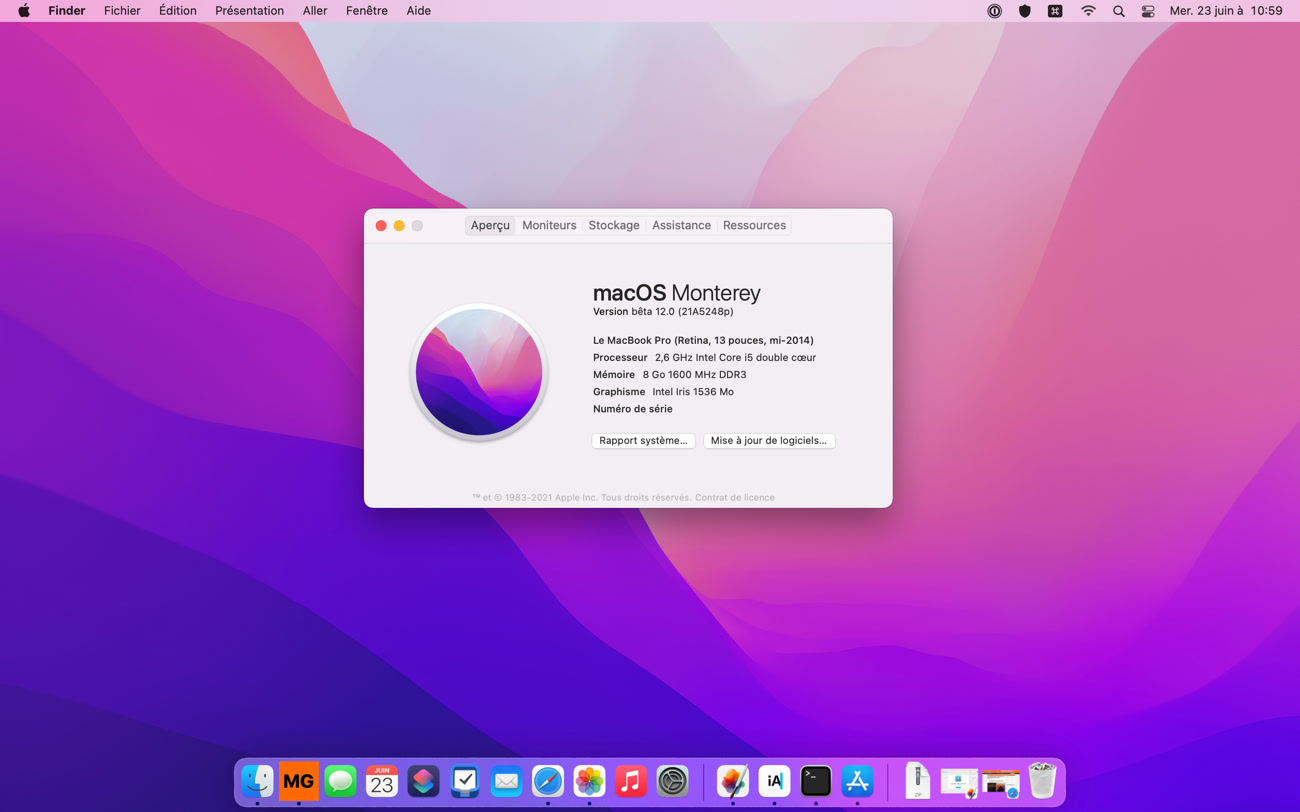 Finder Fichier Édition Présentation Aller Fenêtre Aide Mer. 23 juin à 10:59
Aperçu Moniteurs Stockage Assistance Ressources
macOS Monterey
Version bêta 12.0 (21A5248p)
Le MacBook Pro (Retina, 13 pouces, mi-2014)
Processeur 2,6 GHz Intel Core i5 double cœur
Mémoire 8 Go 1600 MHz DDR3
Graphisme Intel Iris 1536 Mo
Numéro de série
Rapport système... Mise à jour de logiciels...
™ et © 1983-2021 Apple Inc. Tous droits réservés. Contrat de licence
MG
JUIN
23
iA
>_
ZIP